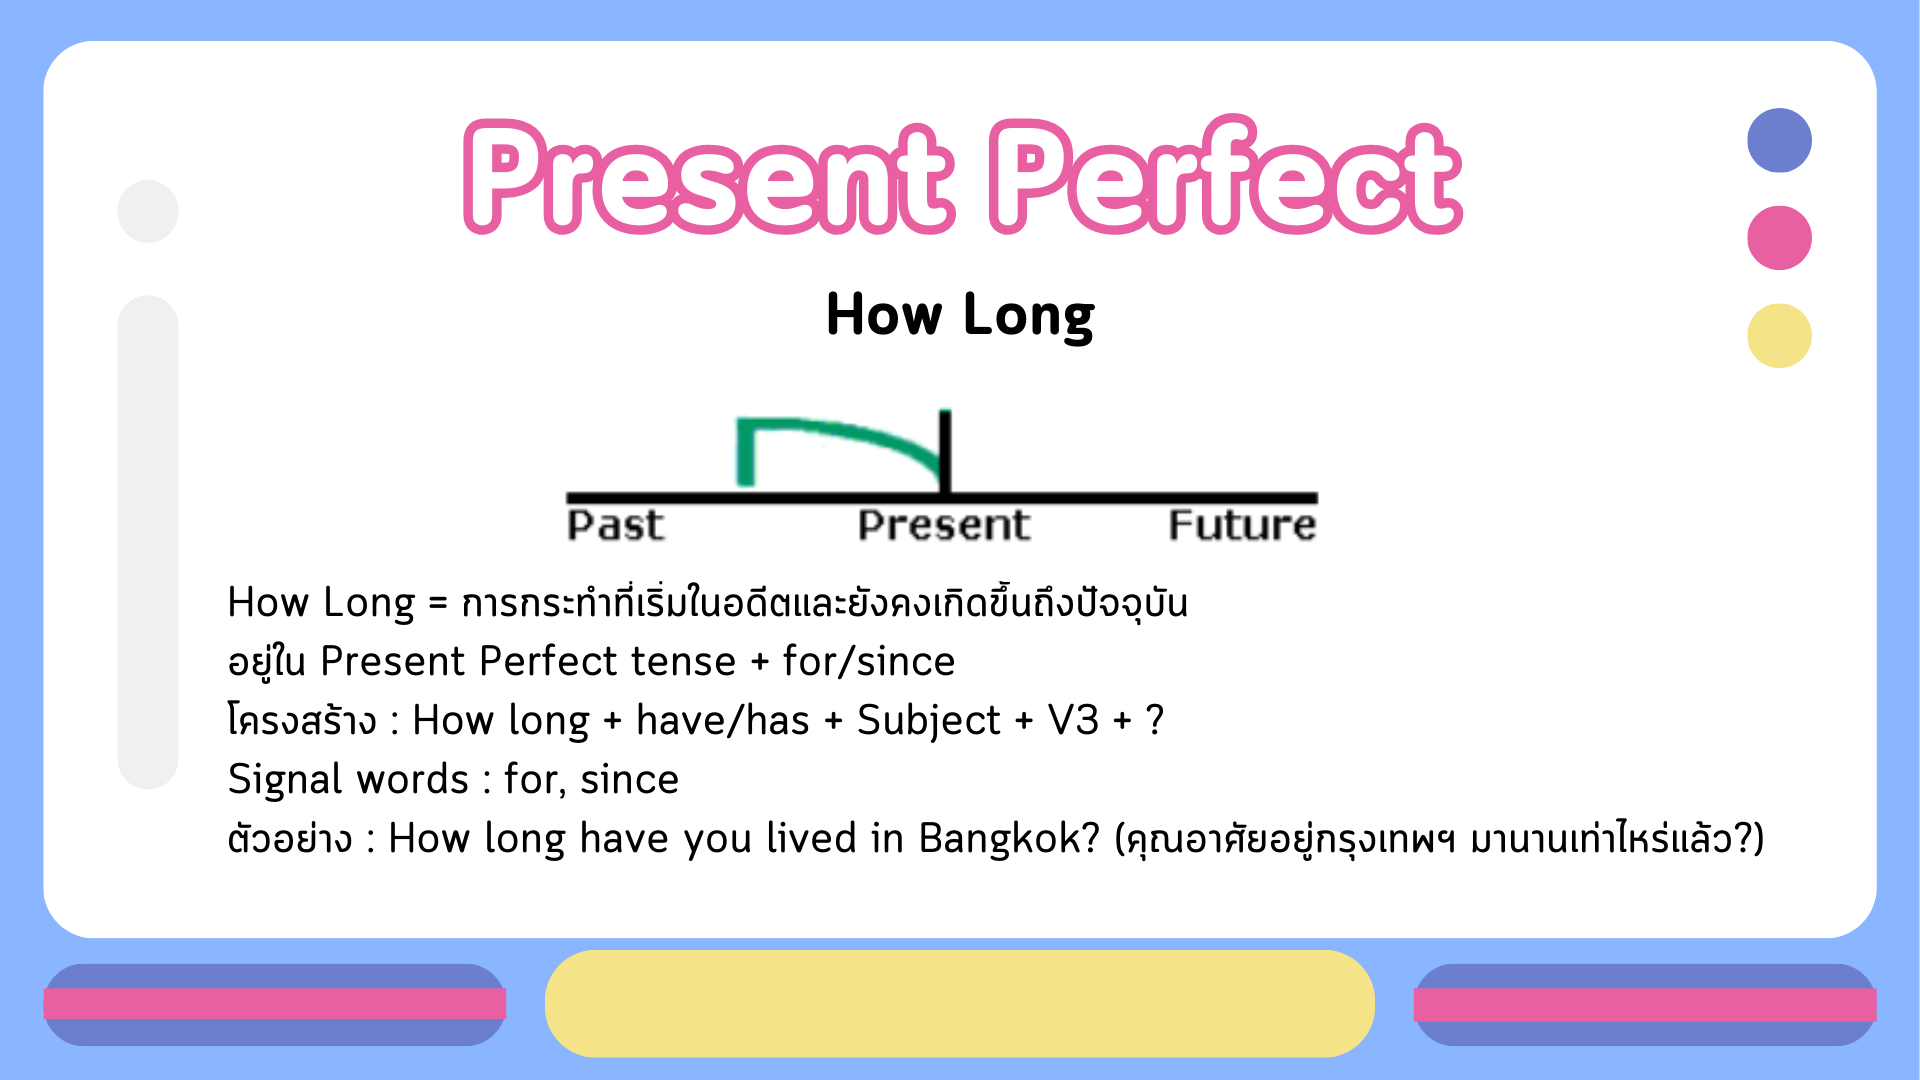 Present Perfect
How Long
Past Present Future
How Long = การกระทำที่เริ่มในอดีตและยังคงเกิดขึ้นถึงปัจจุบัน
อยู่ใน Present Perfect tense + for/since
โครงสร้าง : How long + have/has + Subject + V3 + ?
Signal words : for, since
ตัวอย่าง : How long have you lived in Bangkok? (คุณอาศัยอยู่กรุงเทพฯ มานานเท่าไหร่แล้ว?)